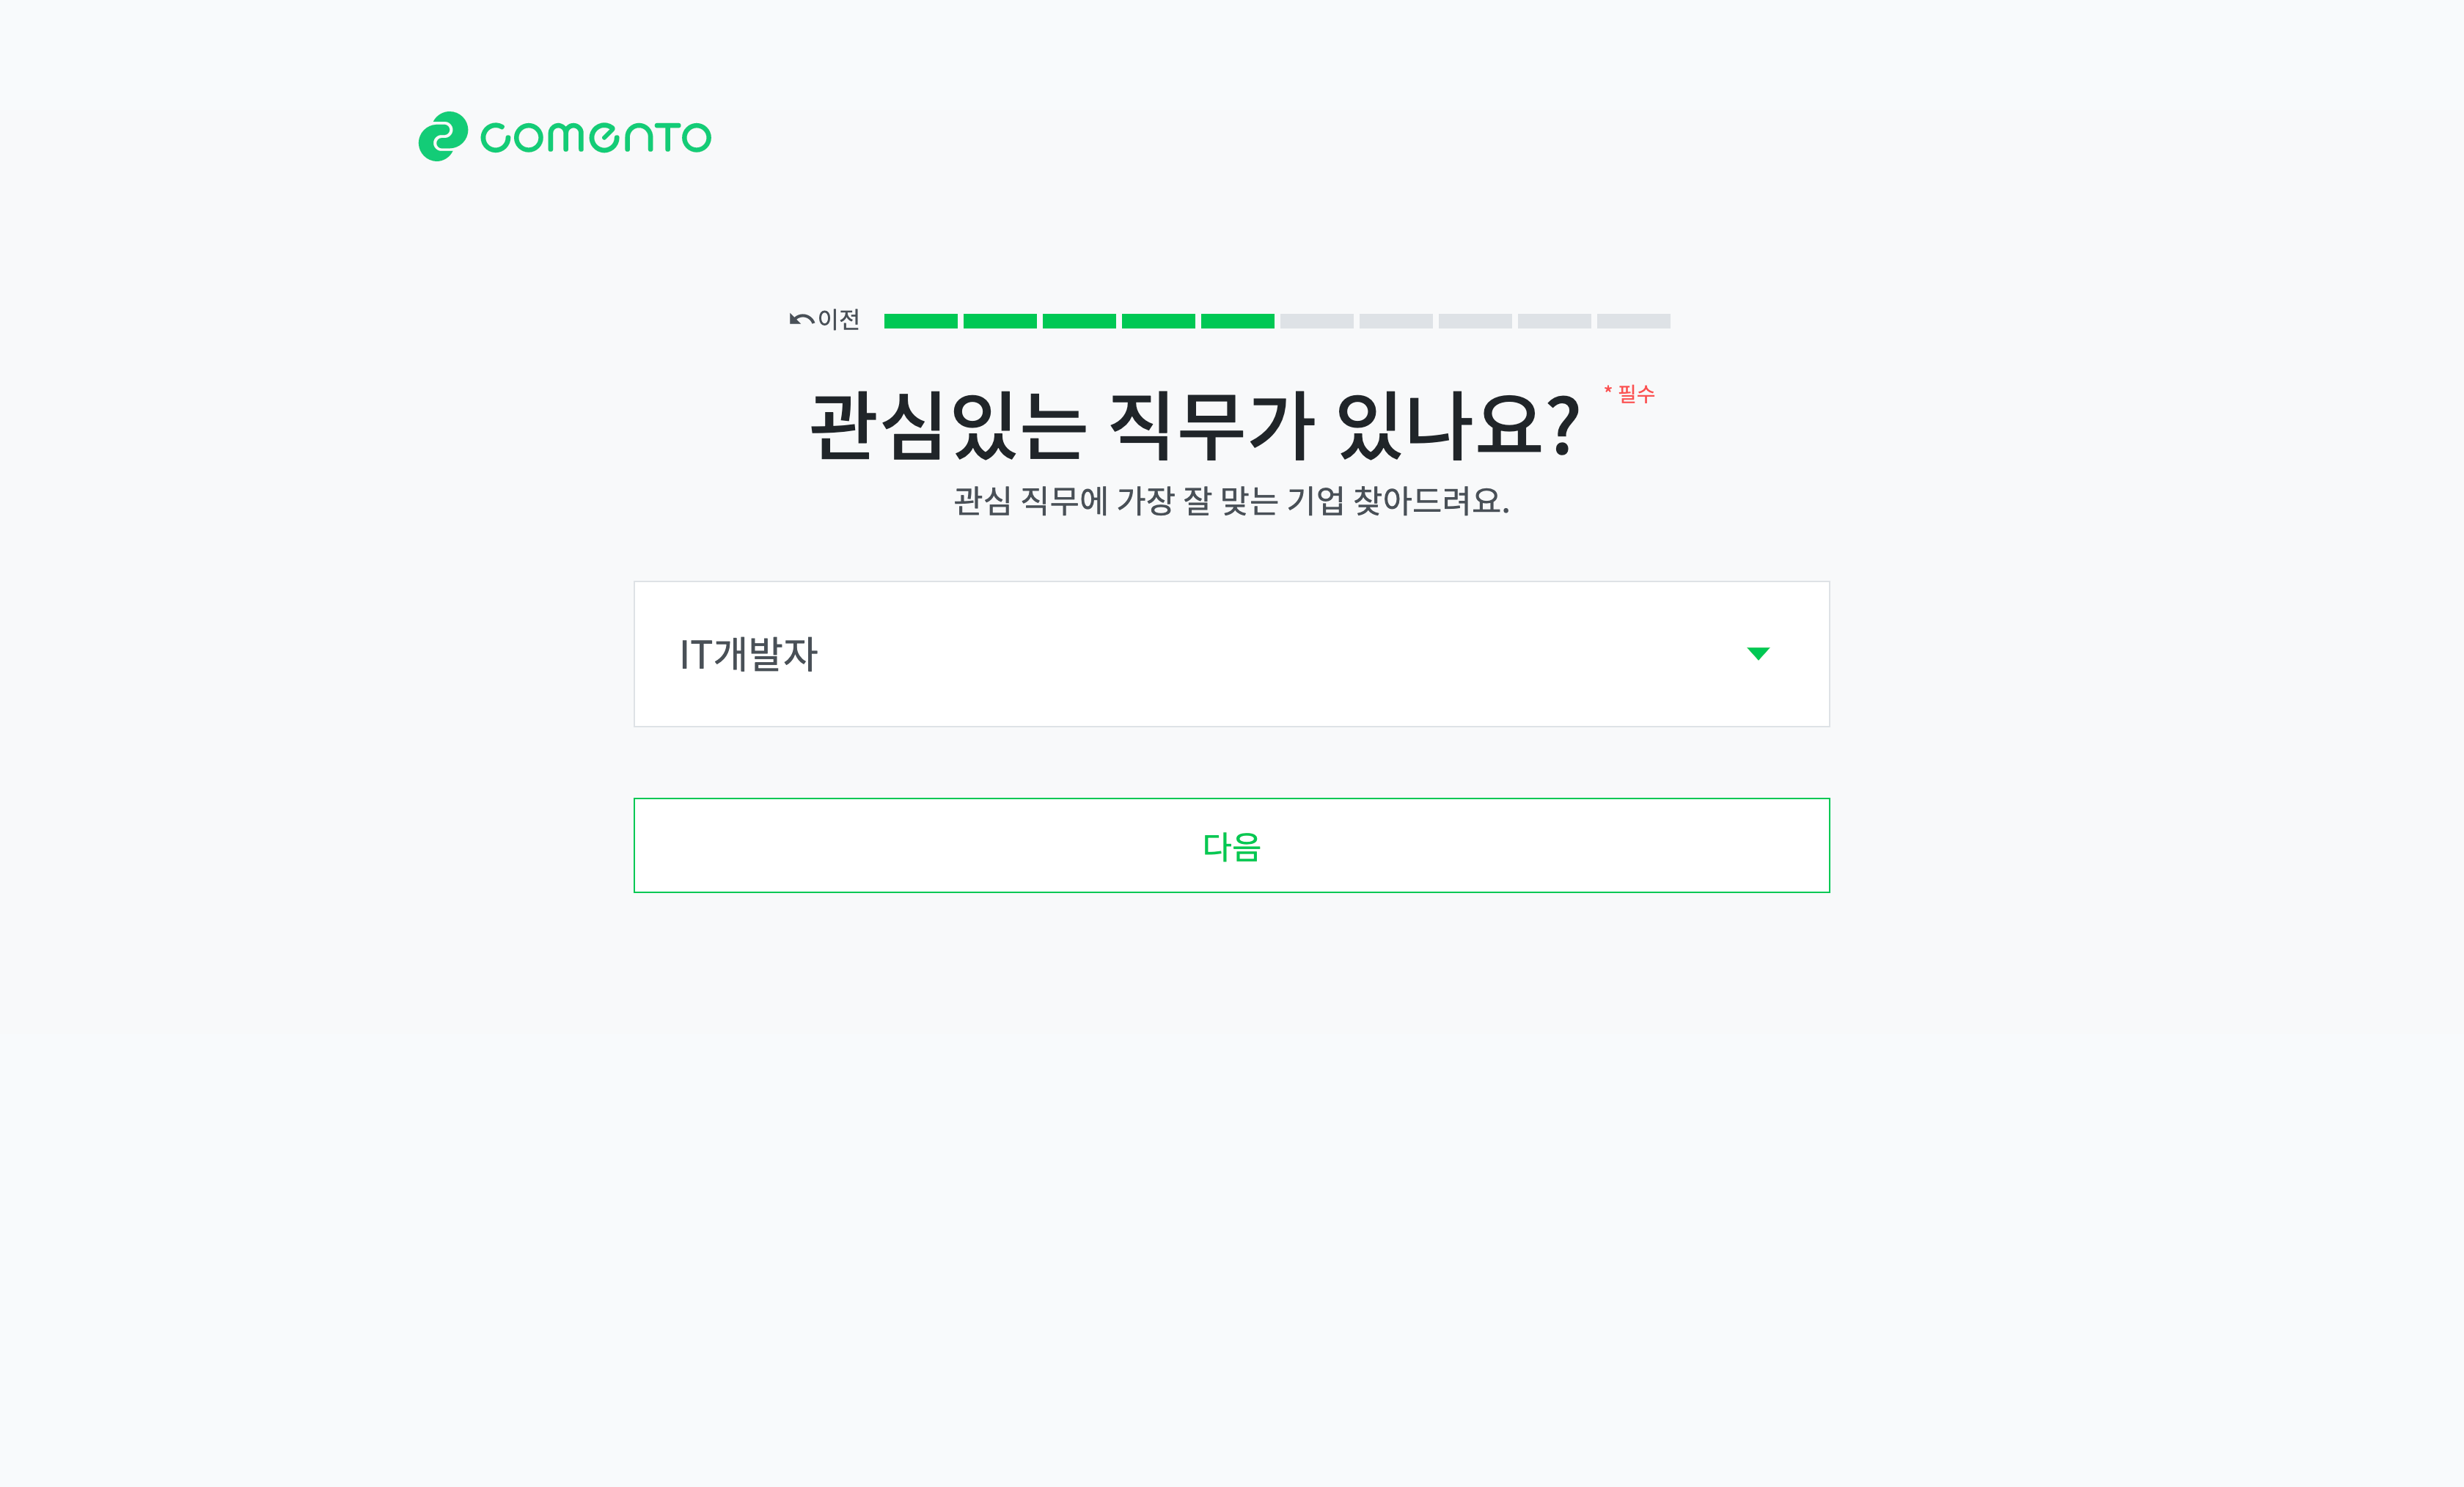 comento
이전
관심있는 직무가 있나요? * 필수
관심 직무에 가장 잘 맞는 기업 찾아드려요.
IT개발자
다음